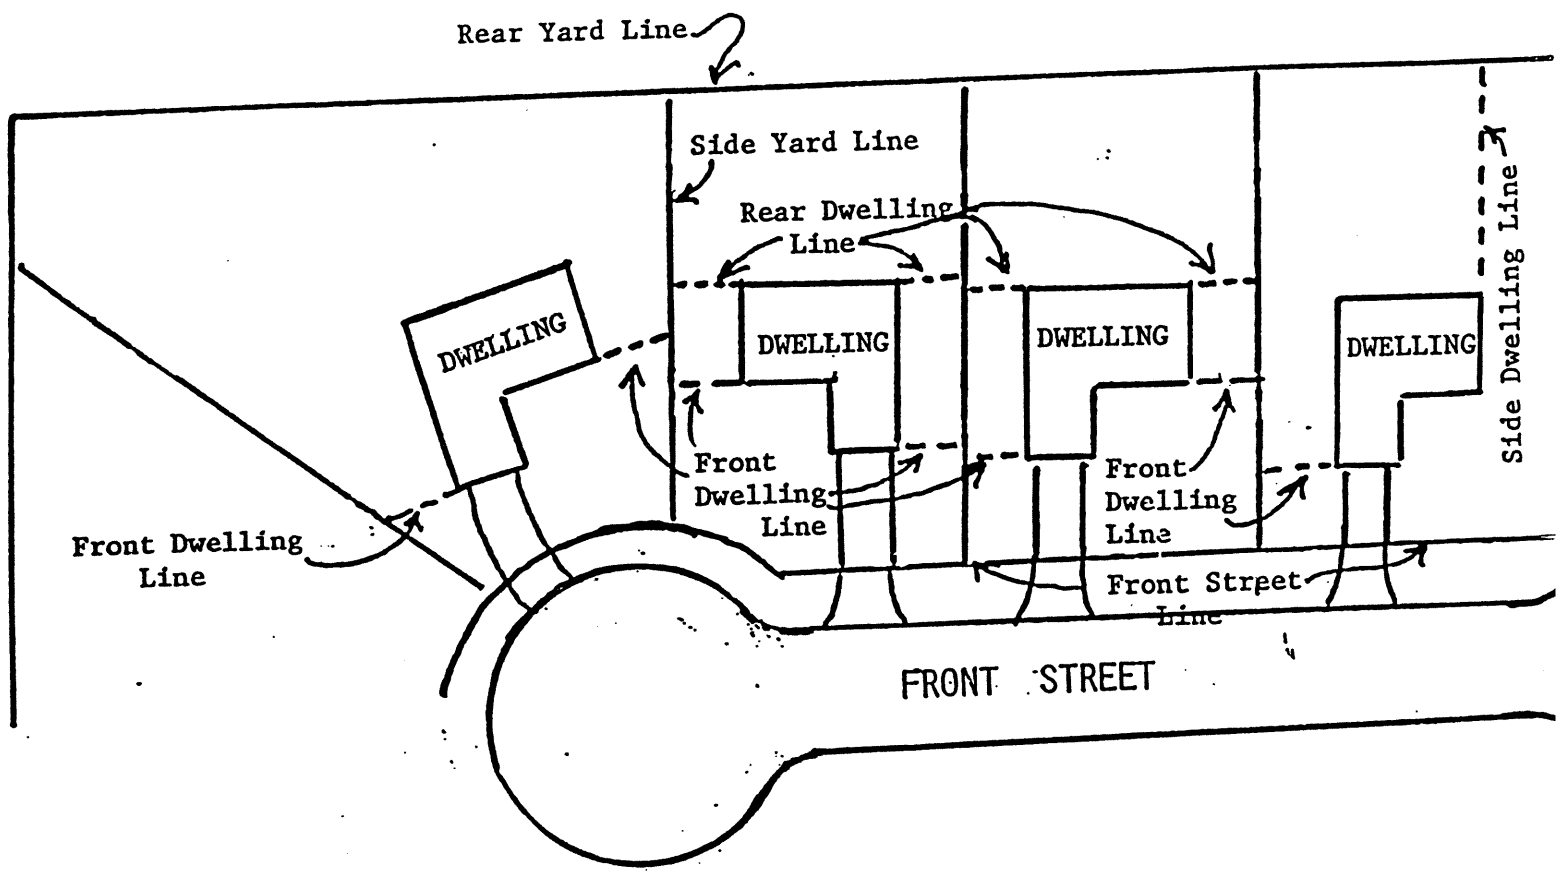 Rear Yard Line
Side Yard Line
Rear Dwelling
Line
Side Dwelling Line
DWELLING
DWELLING
DWELLING
DWELLING
Front
Dwelling
Line
Front
Dwelling
Line
Front Dwelling
Line
Front Street
Line
FRONT STREET